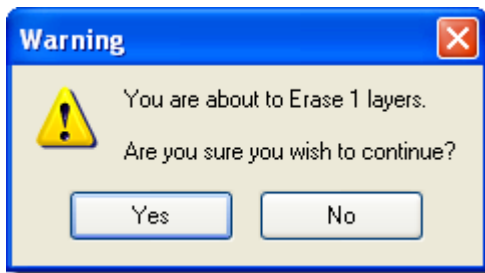 Warning
You are about to Erase 1 layers.
Are you sure you wish to continue?
Yes No